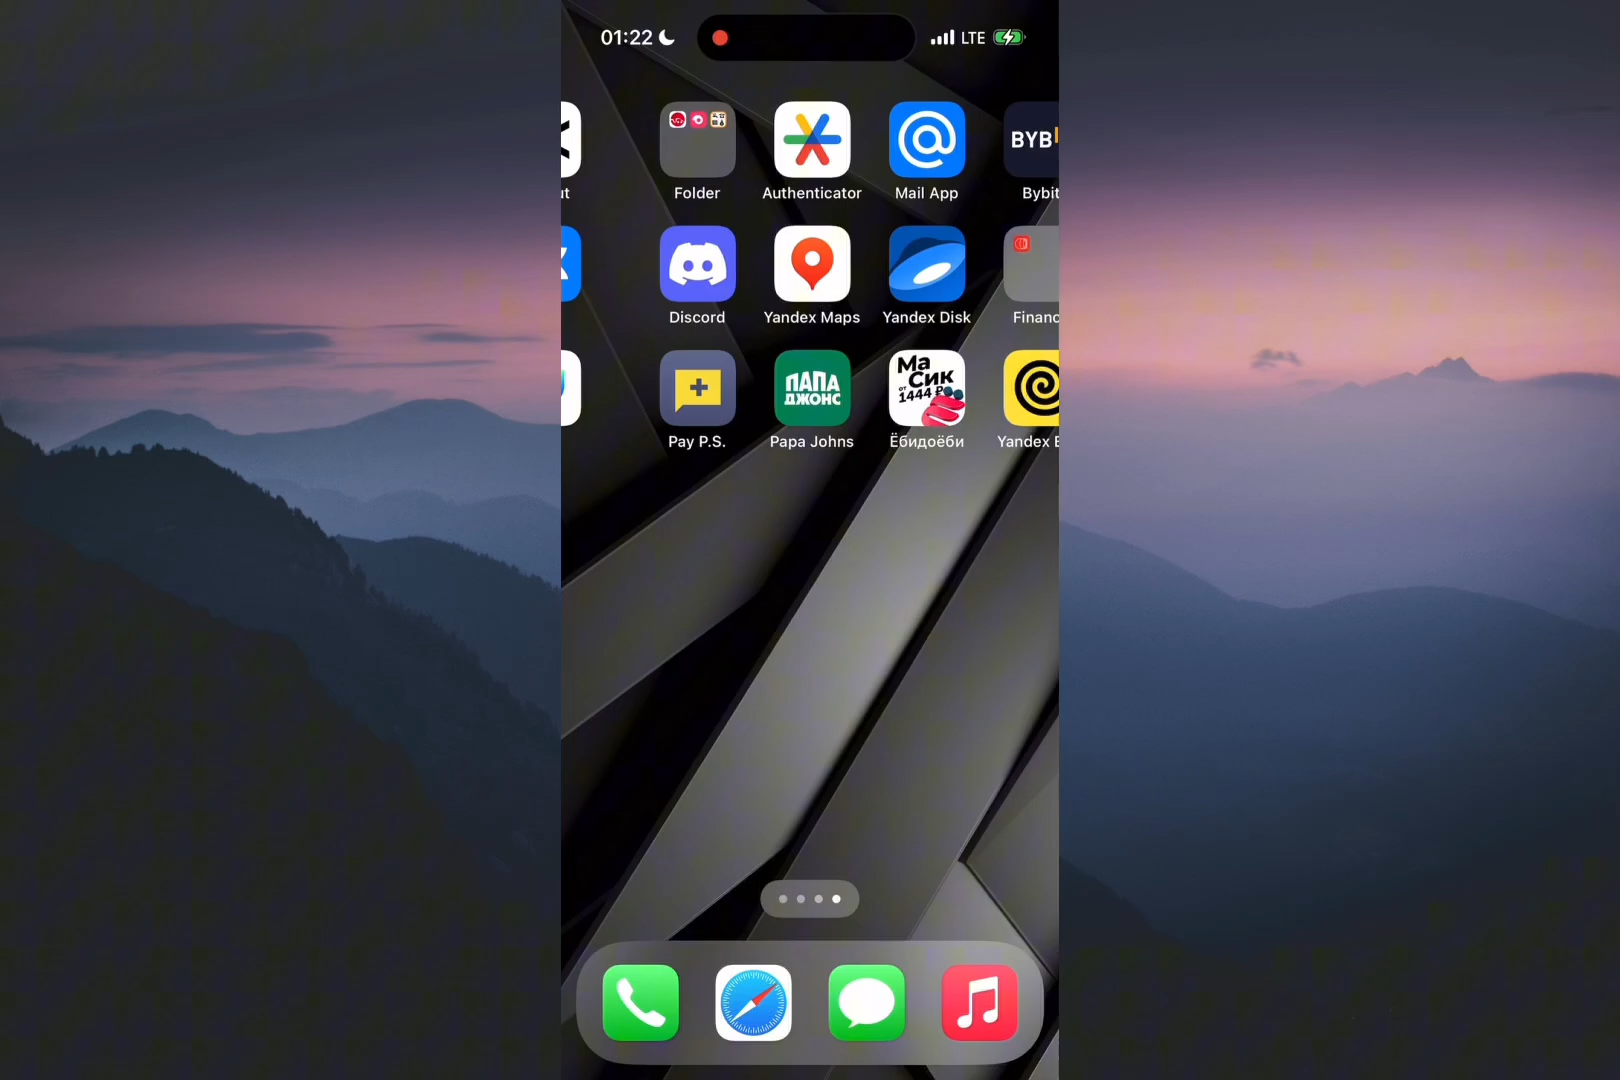 01:22
LTE
BYB
Folder
Authenticator
Mail App
Bybit
Discord
Yandex Maps
Yandex Disk
Financ
Ма
Сик
от
1444 ₽
ПАПА
ДЖОНС
Pay P.S.
Papa Johns
Ёбидоёби
Yandex E